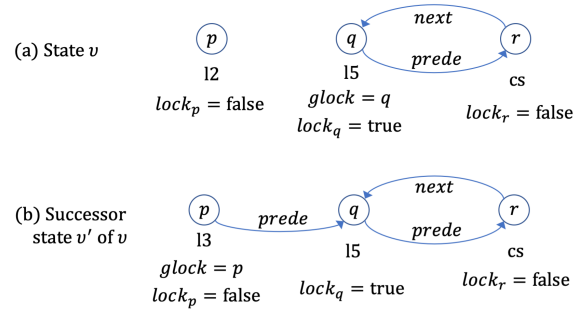 next
(a) State υ
p
q
r
prede
l2
l5
cs
lock_p = false
glock = q
lock_q = true
lock_r = false
next
(b) Successor
state υ′ of υ
p
prede
q
prede
r
l3
l5
cs
glock = p
lock_p = false
lock_q = true
lock_r = false